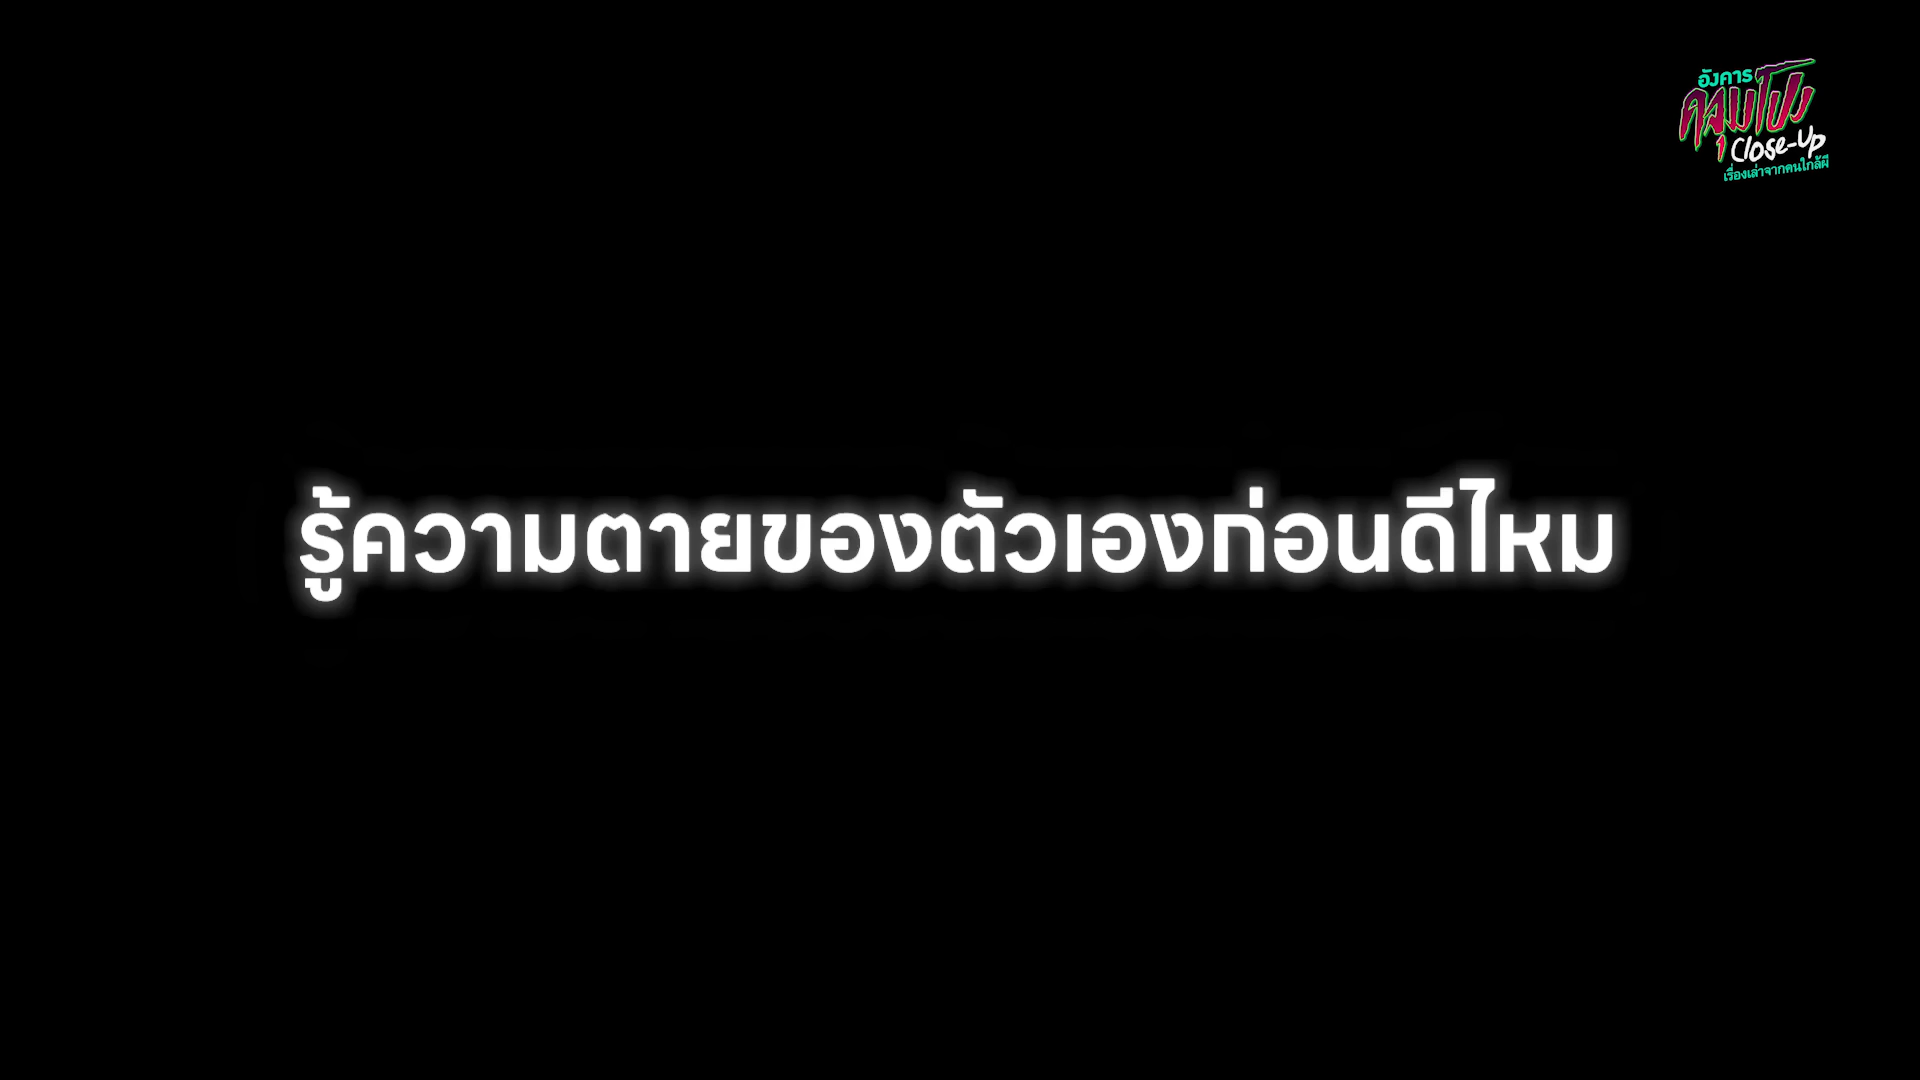 อังคาร
คลุมโปง
Close-Up
เรื่องเล่าจากคนใกล้ผี
รู้ความตายของตัวเองก่อนดีไหม